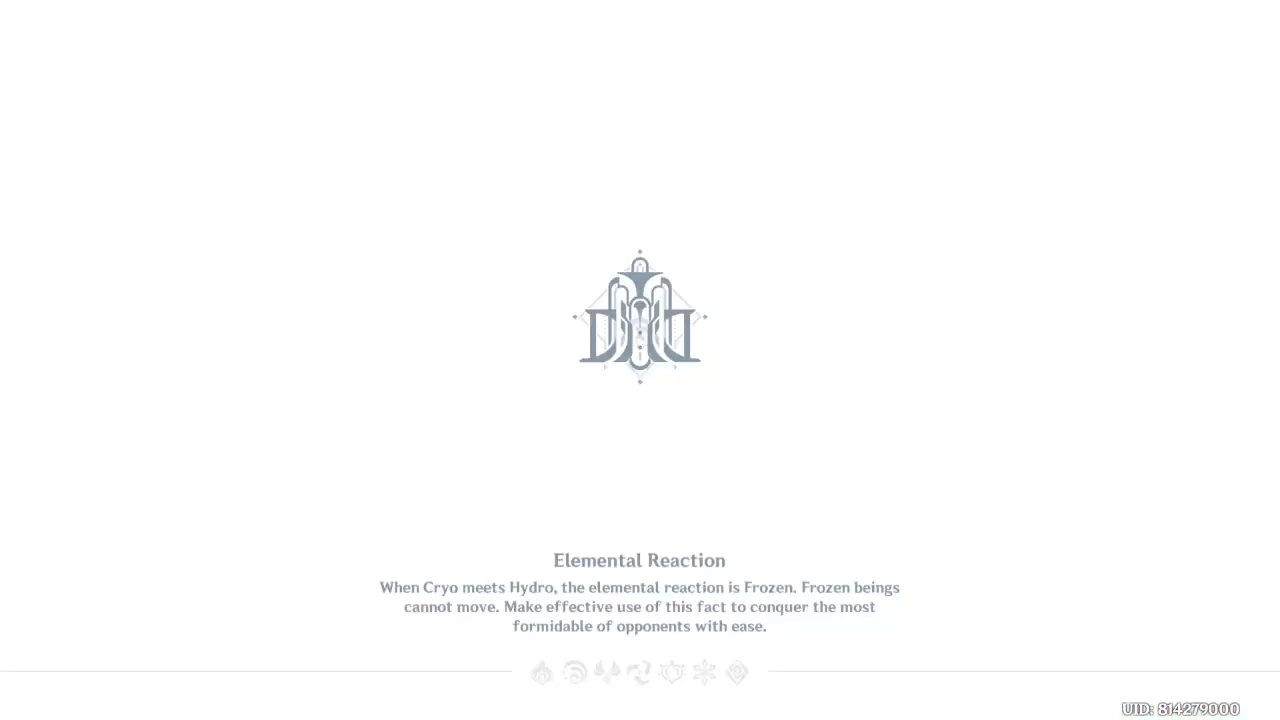 Elemental Reaction
When Cryo meets Hydro, the elemental reaction is Frozen. Frozen beings
cannot move. Make effective use of this fact to conquer the most
formidable of opponents with ease.
UID: 814279000